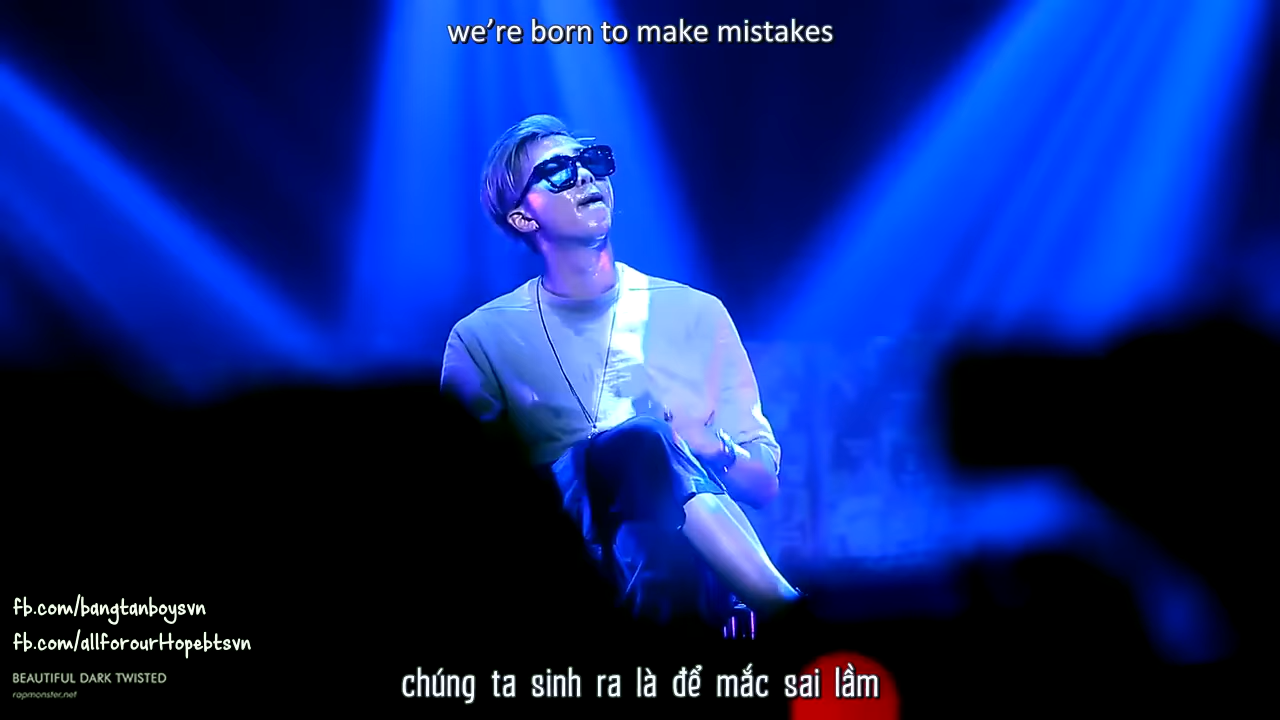 we're born to make mistakes
fb.com/bangtanboysvn
fb.com/allforourHopebtsvn
BEAUTIFUL DARK TWISTED
rapmonster.net
chúng ta sinh ra là để mắc sai lầm